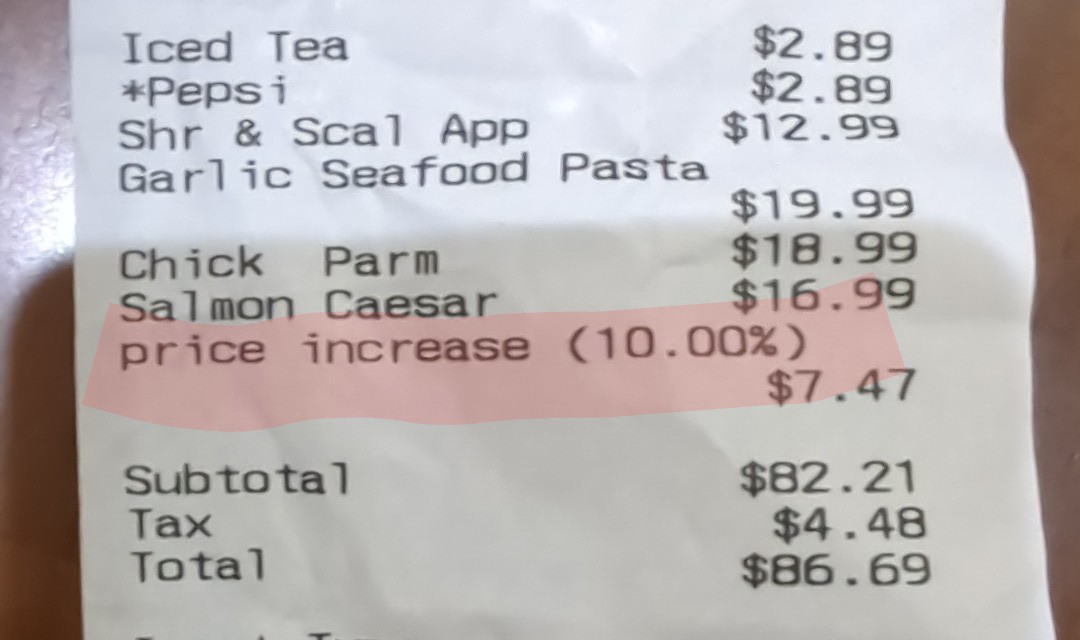 Iced Tea $2.89
*Pepsi $2.89
Shr & Scal App $12.99
Garlic Seafood Pasta
$19.99
Chick Parm $18.99
Salmon Caesar $16.99
price increase (10.00%)
$7.47
Subtotal $82.21
Tax $4.48
Total $86.69